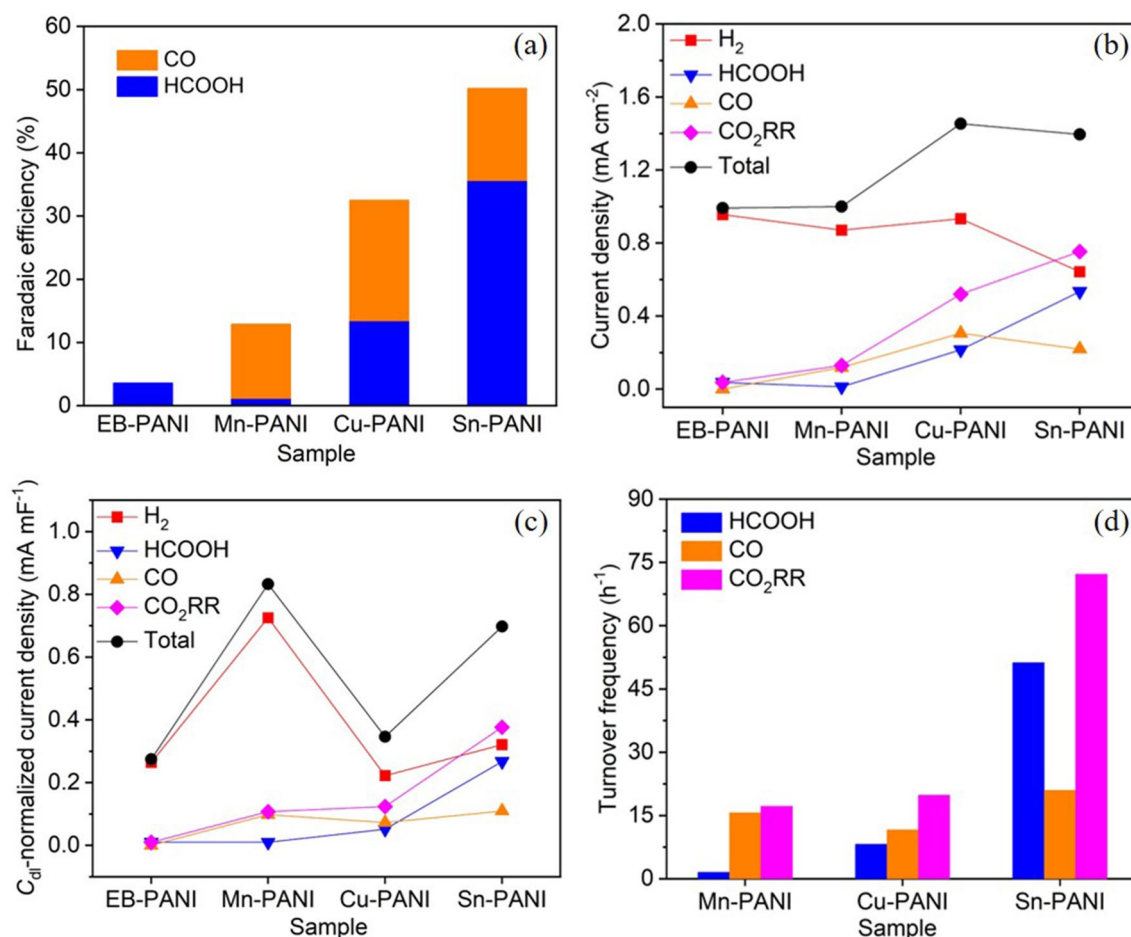 (a)
CO
HCOOH
Faradaic efficiency (%)
60
50
40
30
20
10
0
EB-PANI Mn-PANI Cu-PANI Sn-PANI
Sample
(b)
H₂
HCOOH
CO
CO₂RR
Total
Current density (mA cm⁻²)
2.0
1.6
1.2
0.8
0.4
0.0
EB-PANI Mn-PANI Cu-PANI Sn-PANI
Sample
(c)
H₂
HCOOH
CO
CO₂RR
Total
C_dl-normalized current density (mA mF⁻¹)
1.0
0.8
0.6
0.4
0.2
0.0
EB-PANI Mn-PANI Cu-PANI Sn-PANI
Sample
(d)
HCOOH
CO
CO₂RR
Turnover frequency (h⁻¹)
90
75
60
45
30
15
0
Mn-PANI Cu-PANI Sn-PANI
Sample